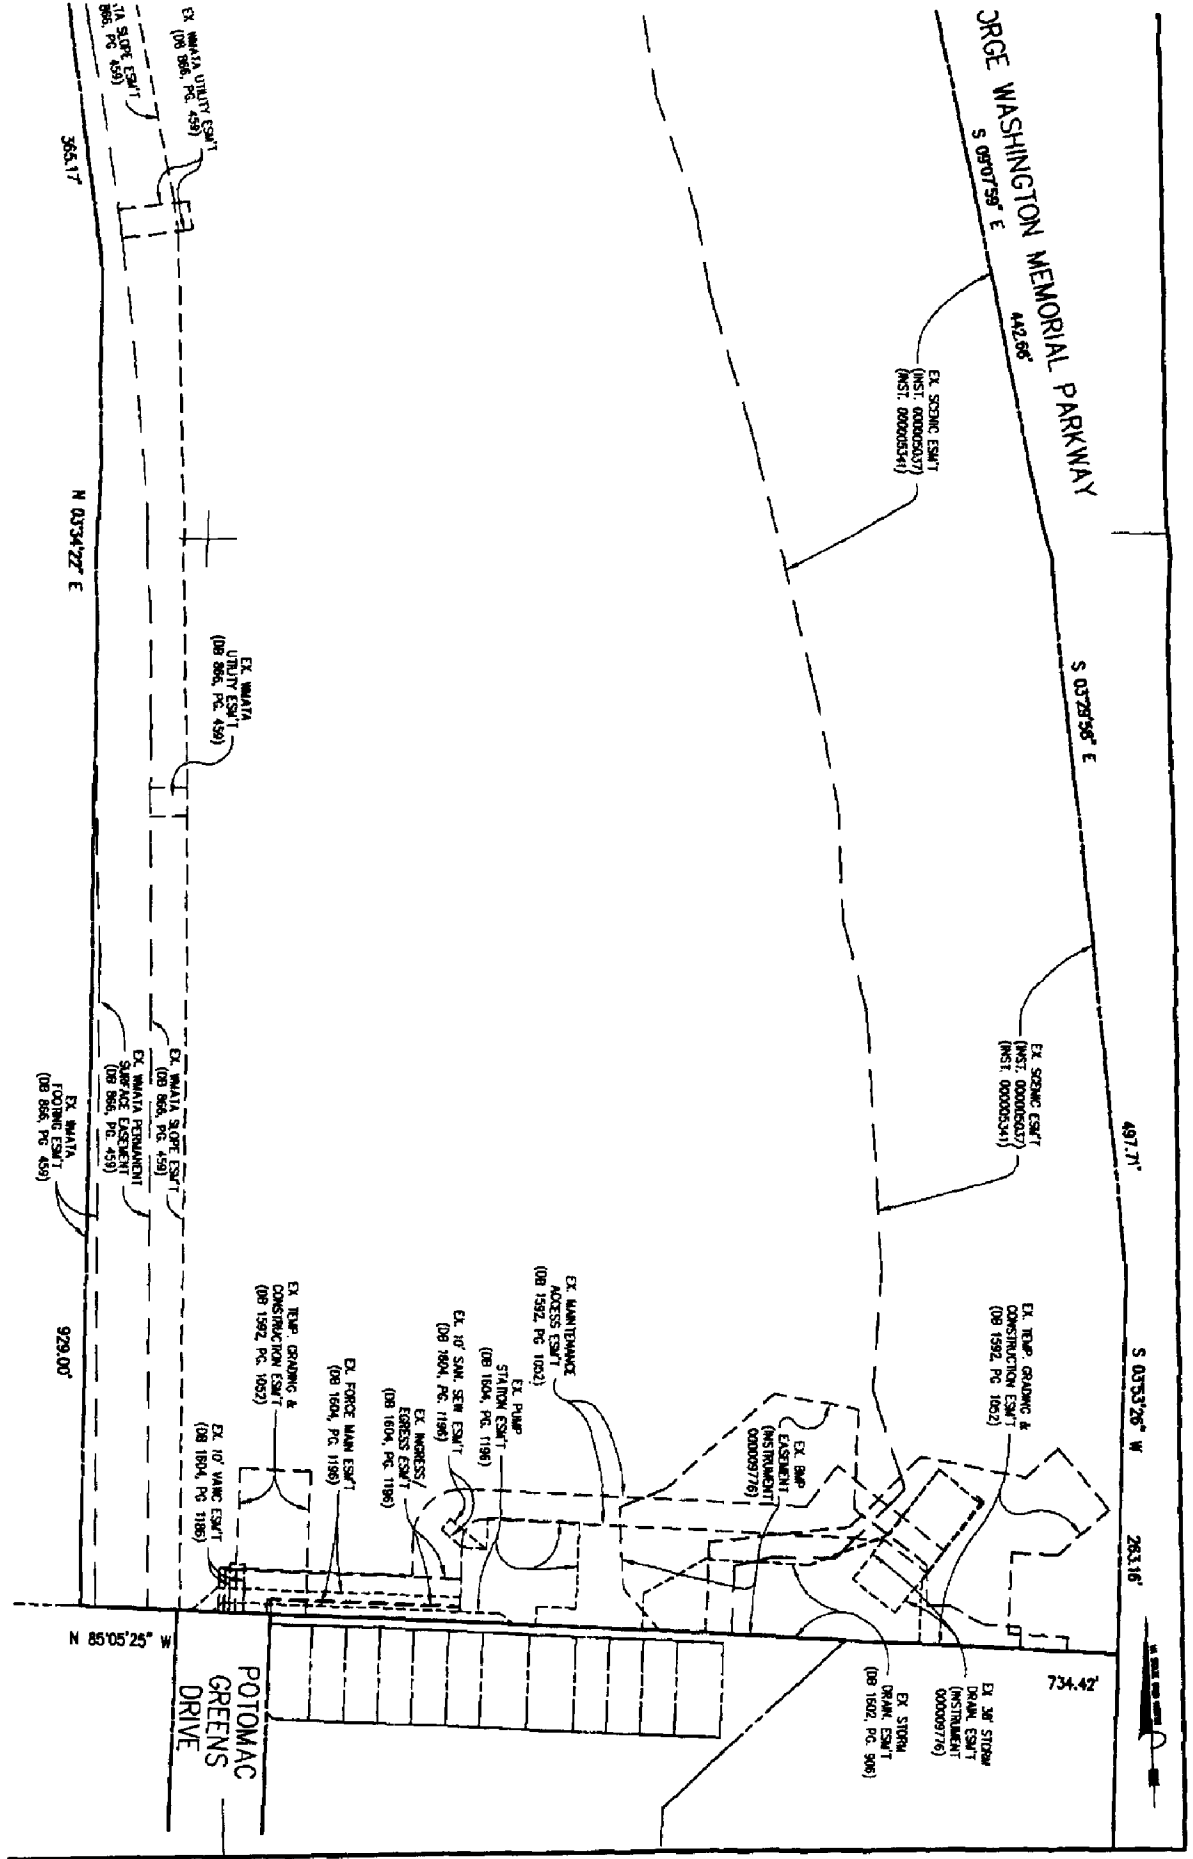 ORGE WASHINGTON MEMORIAL PARKWAY
S 09°07'59" E
442.66'
S 03°29'56" E
497.71'
S 03°53'26" W
263.16'
734.42'
EX. SCENIC ESM'T
(INST. 000005037)
(INST. 000005341)
EX. SCENIC ESM'T
(INST. 000005037)
(INST. 000005341)
EX. TEMP. GRADING &
CONSTRUCTION ESM'T
(DB 1592, PG. 1052)
EX. BMP
EASEMENT
(INSTRUMENT
000009776)
EX STORM
DRAIN. ESM'T
(DB 1602, PG. 906)
EX STORM
DRAIN. ESM'T
(INSTRUMENT
000009776)
EX. MAINTENANCE
ACCESS ESM'T
(DB 1592, PG 1052)
EX. PUMP
STATION ESM'T
(DB 1604, PG. 1196)
EX. 10' SAN. SEW. ESM'T
(DB 1604, PG. 1196)
EX. INGRESS/
EGRESS ESM'T
(DB 1604, PG. 1196)
EX. FORCE MAIN ESM'T
(DB 1604, PG. 1196)
EX TEMP. GRADING &
CONSTRUCTION ESM'T
(DB 1592, PG. 1052)
(DB 1604, PG. 1186)
EX. WMATA UTILITY ESM'T
(DB 866, PG. 459)
TA SLOPE ESM'T
866, PG 459)
EX. WMATA
UTILITY ESM'T
(DB 866, PG. 459)
EX. WMATA SLOPE ESM'T
(DB 866, PG. 459)
EX. WMATA PERMANENT
SURFACE EASEMENT
(DB 866, PG. 459)
EX. WMATA
FOOTING ESM'T
(DB 866, PG 459)
365.17'
N 03°34'22" E
929.00'
N 85°05'25" W
POTOMAC
GREENS
DRIVE